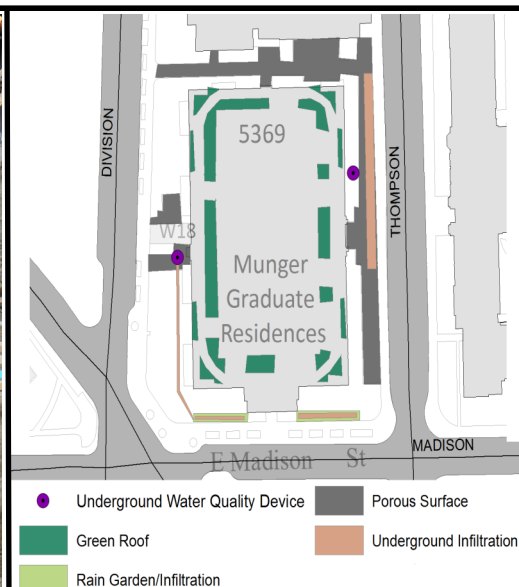 DIVISION
5369
THOMPSON
W18
Munger
Graduate
Residences
MADISON
E Madison St
Underground Water Quality Device
Porous Surface
Green Roof
Underground Infiltration
Rain Garden/Infiltration